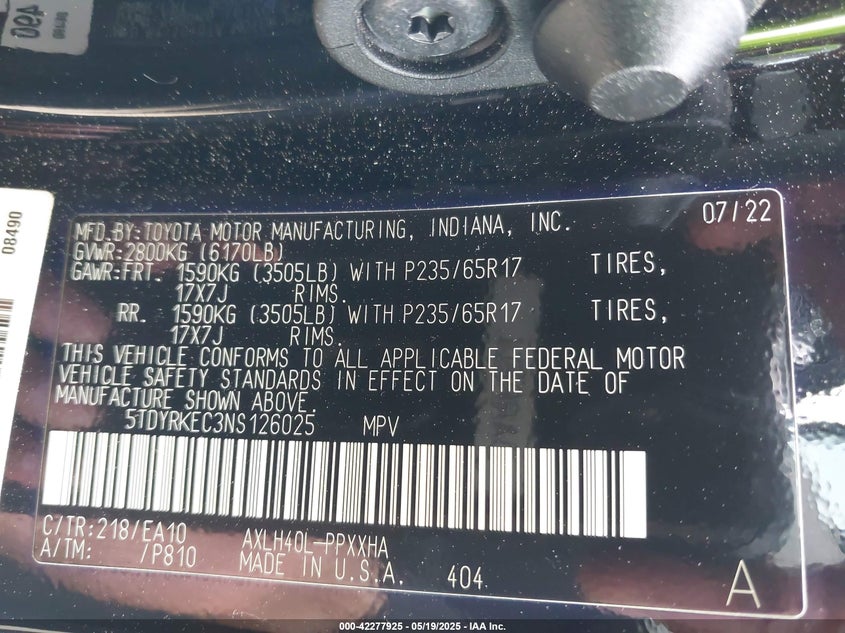 490
08490
07/22
MFD.BY:TOYOTA MOTOR MANUFACTURING, INDIANA, INC.
GVWR:2800KG (6170LB)
GAWR:FRT. 1590KG (3505LB) WITH P235/65R17 TIRES,
17X7J RIMS.
RR. 1590KG (3505LB) WITH P235/65R17 TIRES,
17X7J RIMS.
THIS VEHICLE CONFORMS TO ALL APPLICABLE FEDERAL MOTOR
VEHICLE SAFETY STANDARDS IN EFFECT ON THE DATE OF
MANUFACTURE SHOWN ABOVE.
5TDYRKEC3NS126025 MPV
C/TR:218/EA10 AXLH40L-PPXXHA
A/TM: /P810 MADE IN U.S.A. 404 A
000-42277925 - 05/19/2025 - IAA Inc.